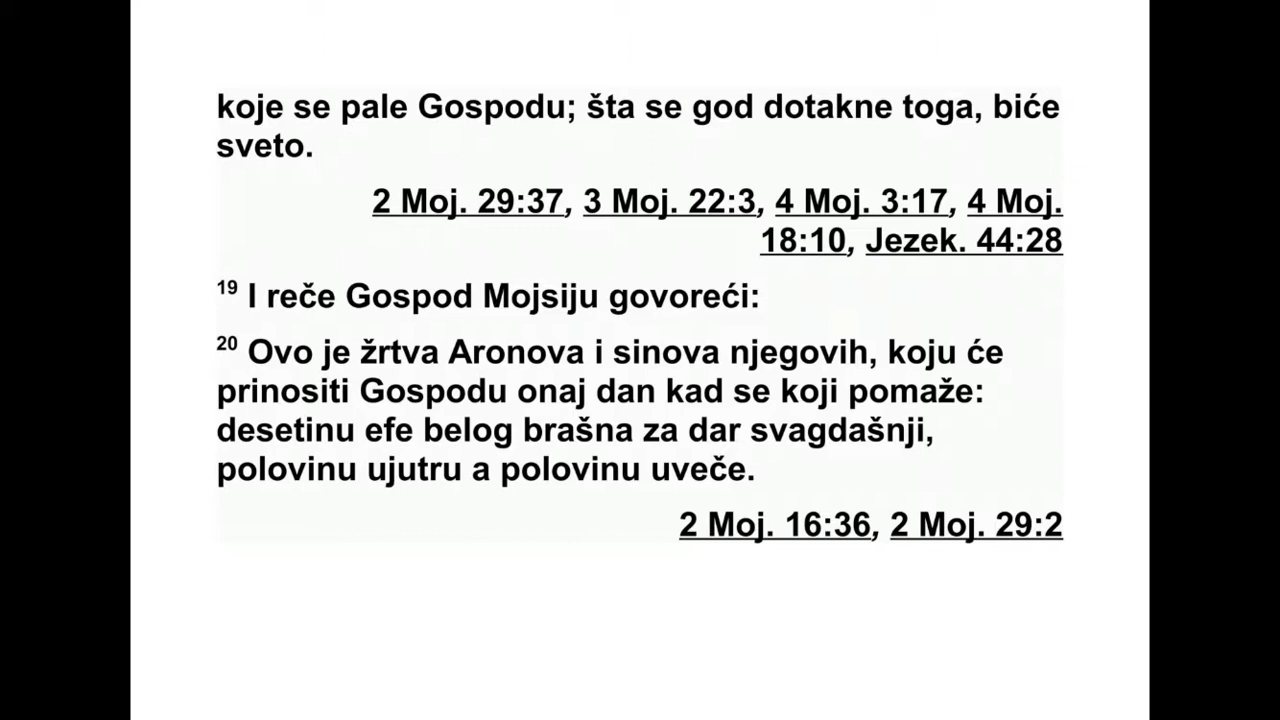 koje se pale Gospodu; šta se god dotakne toga, biće
sveto.
2 Moj. 29:37, 3 Moj. 22:3, 4 Moj. 3:17, 4 Moj.
18:10, Jezek. 44:28
19 I reče Gospod Mojsiju govoreći:
20 Ovo je žrtva Aronova i sinova njegovih, koju će
prinositi Gospodu onaj dan kad se koji pomaže:
desetinu efe belog brašna za dar svagdašnji,
polovinu ujutru a polovinu uveče.
2 Moj. 16:36, 2 Moj. 29:2